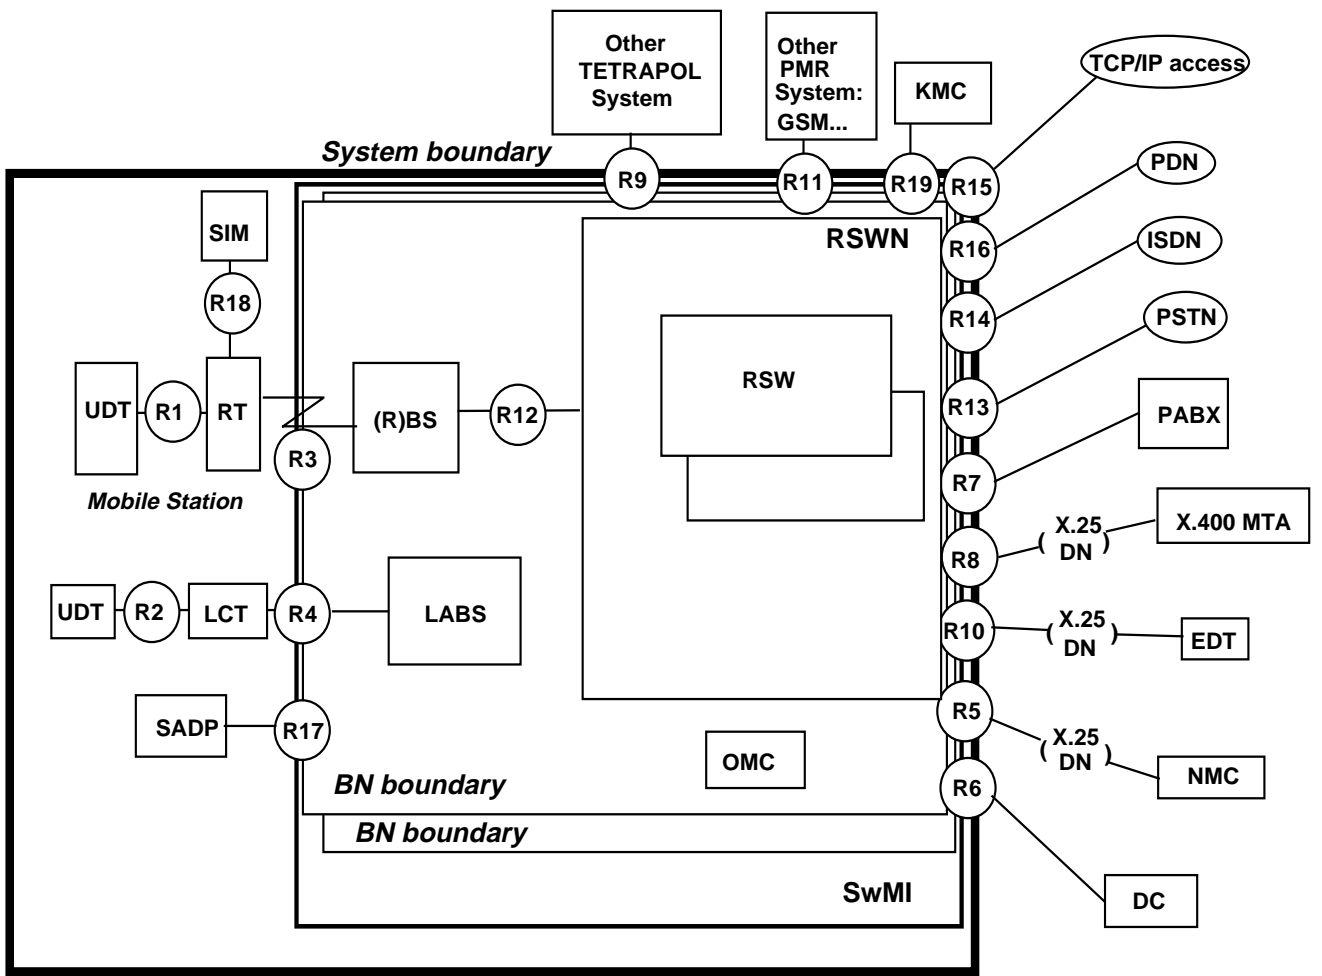 Other
TETRAPOL
System
Other
PMR
System:
GSM...
KMC
TCP/IP access
System boundary
R9
R11
R19
R15
PDN
SIM
RSWN
R16
ISDN
R18
R14
PSTN
RSW
UDT
R1
RT
(R)BS
R12
R13
PABX
R3
R7
Mobile Station
X.25
DN
( )
X.400 MTA
R8
UDT
R2
LCT
R4
LABS
R10
X.25
DN
( )
EDT
SADP
R17
R5
X.25
DN
( )
OMC
NMC
BN boundary
R6
BN boundary
SwMI
DC